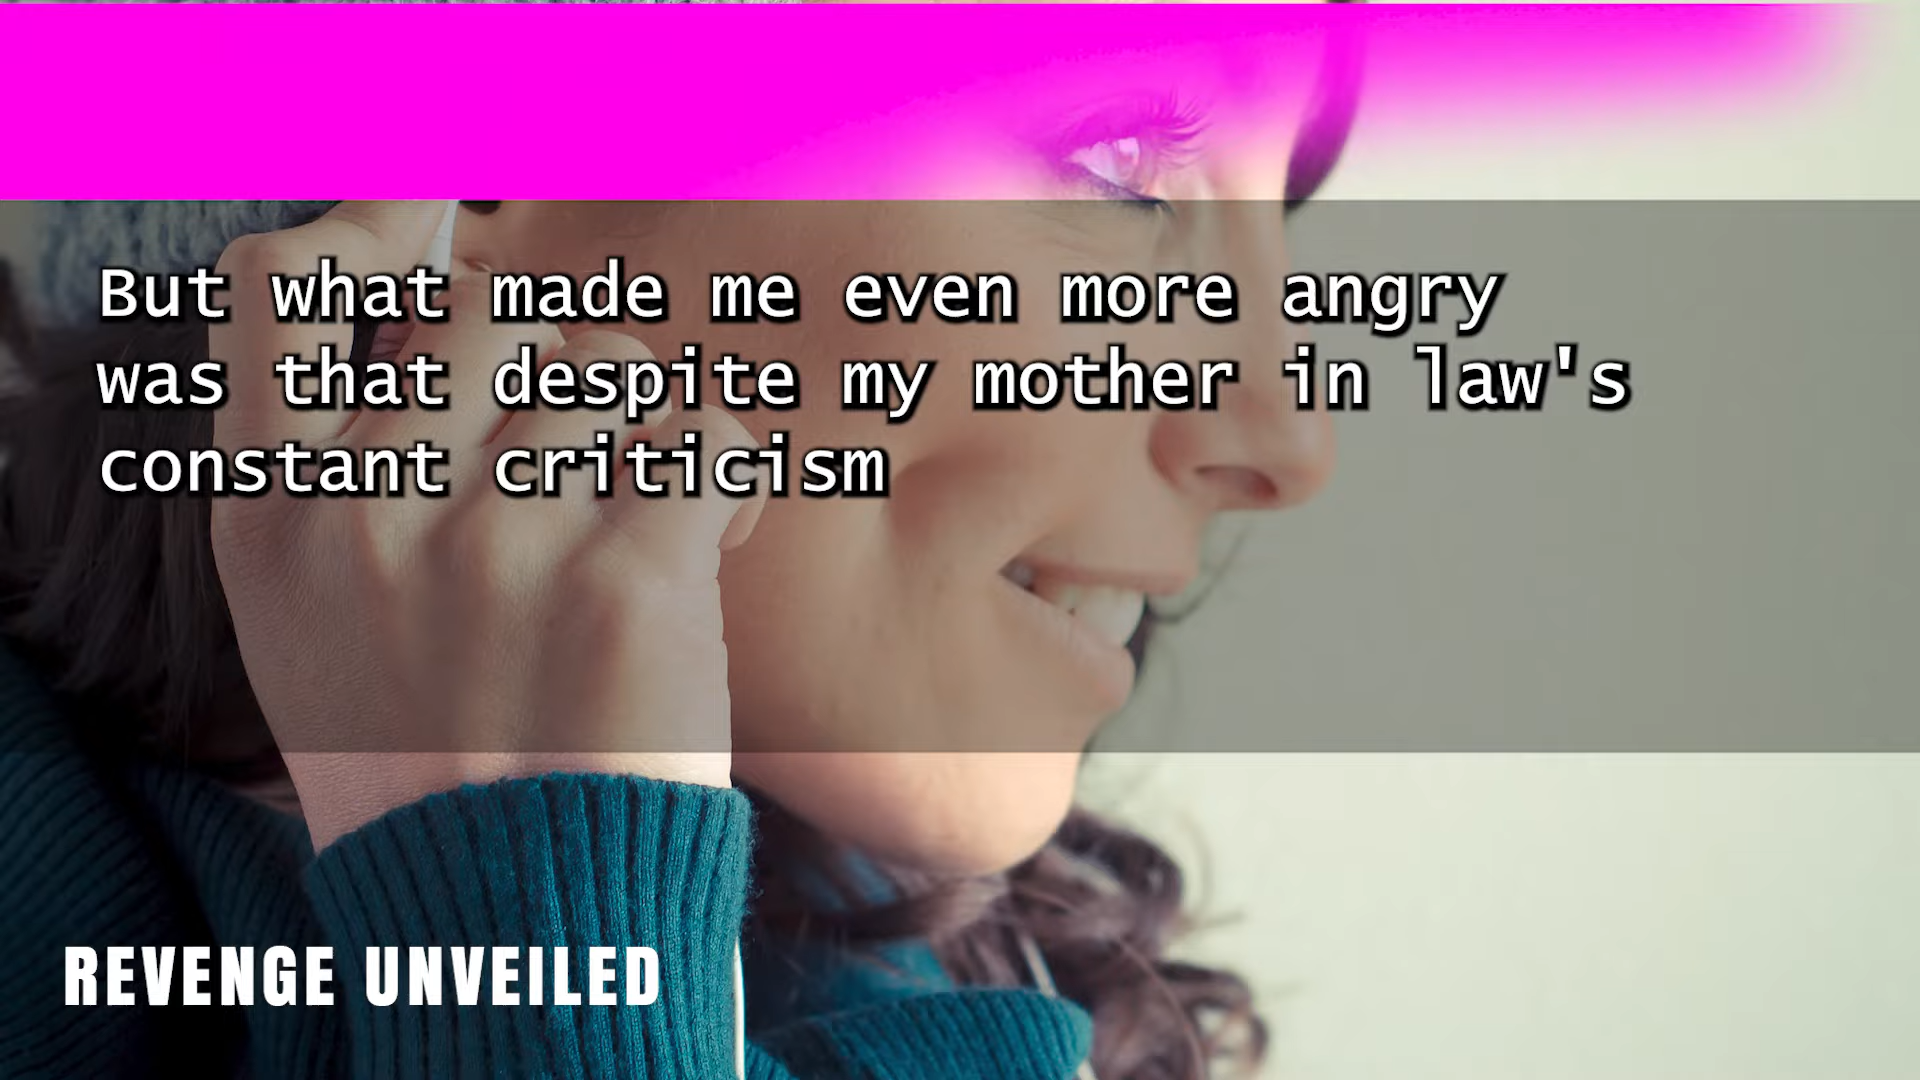 But what made me even more angry
was that despite my mother in law's
constant criticism
REVENGE UNVEILED